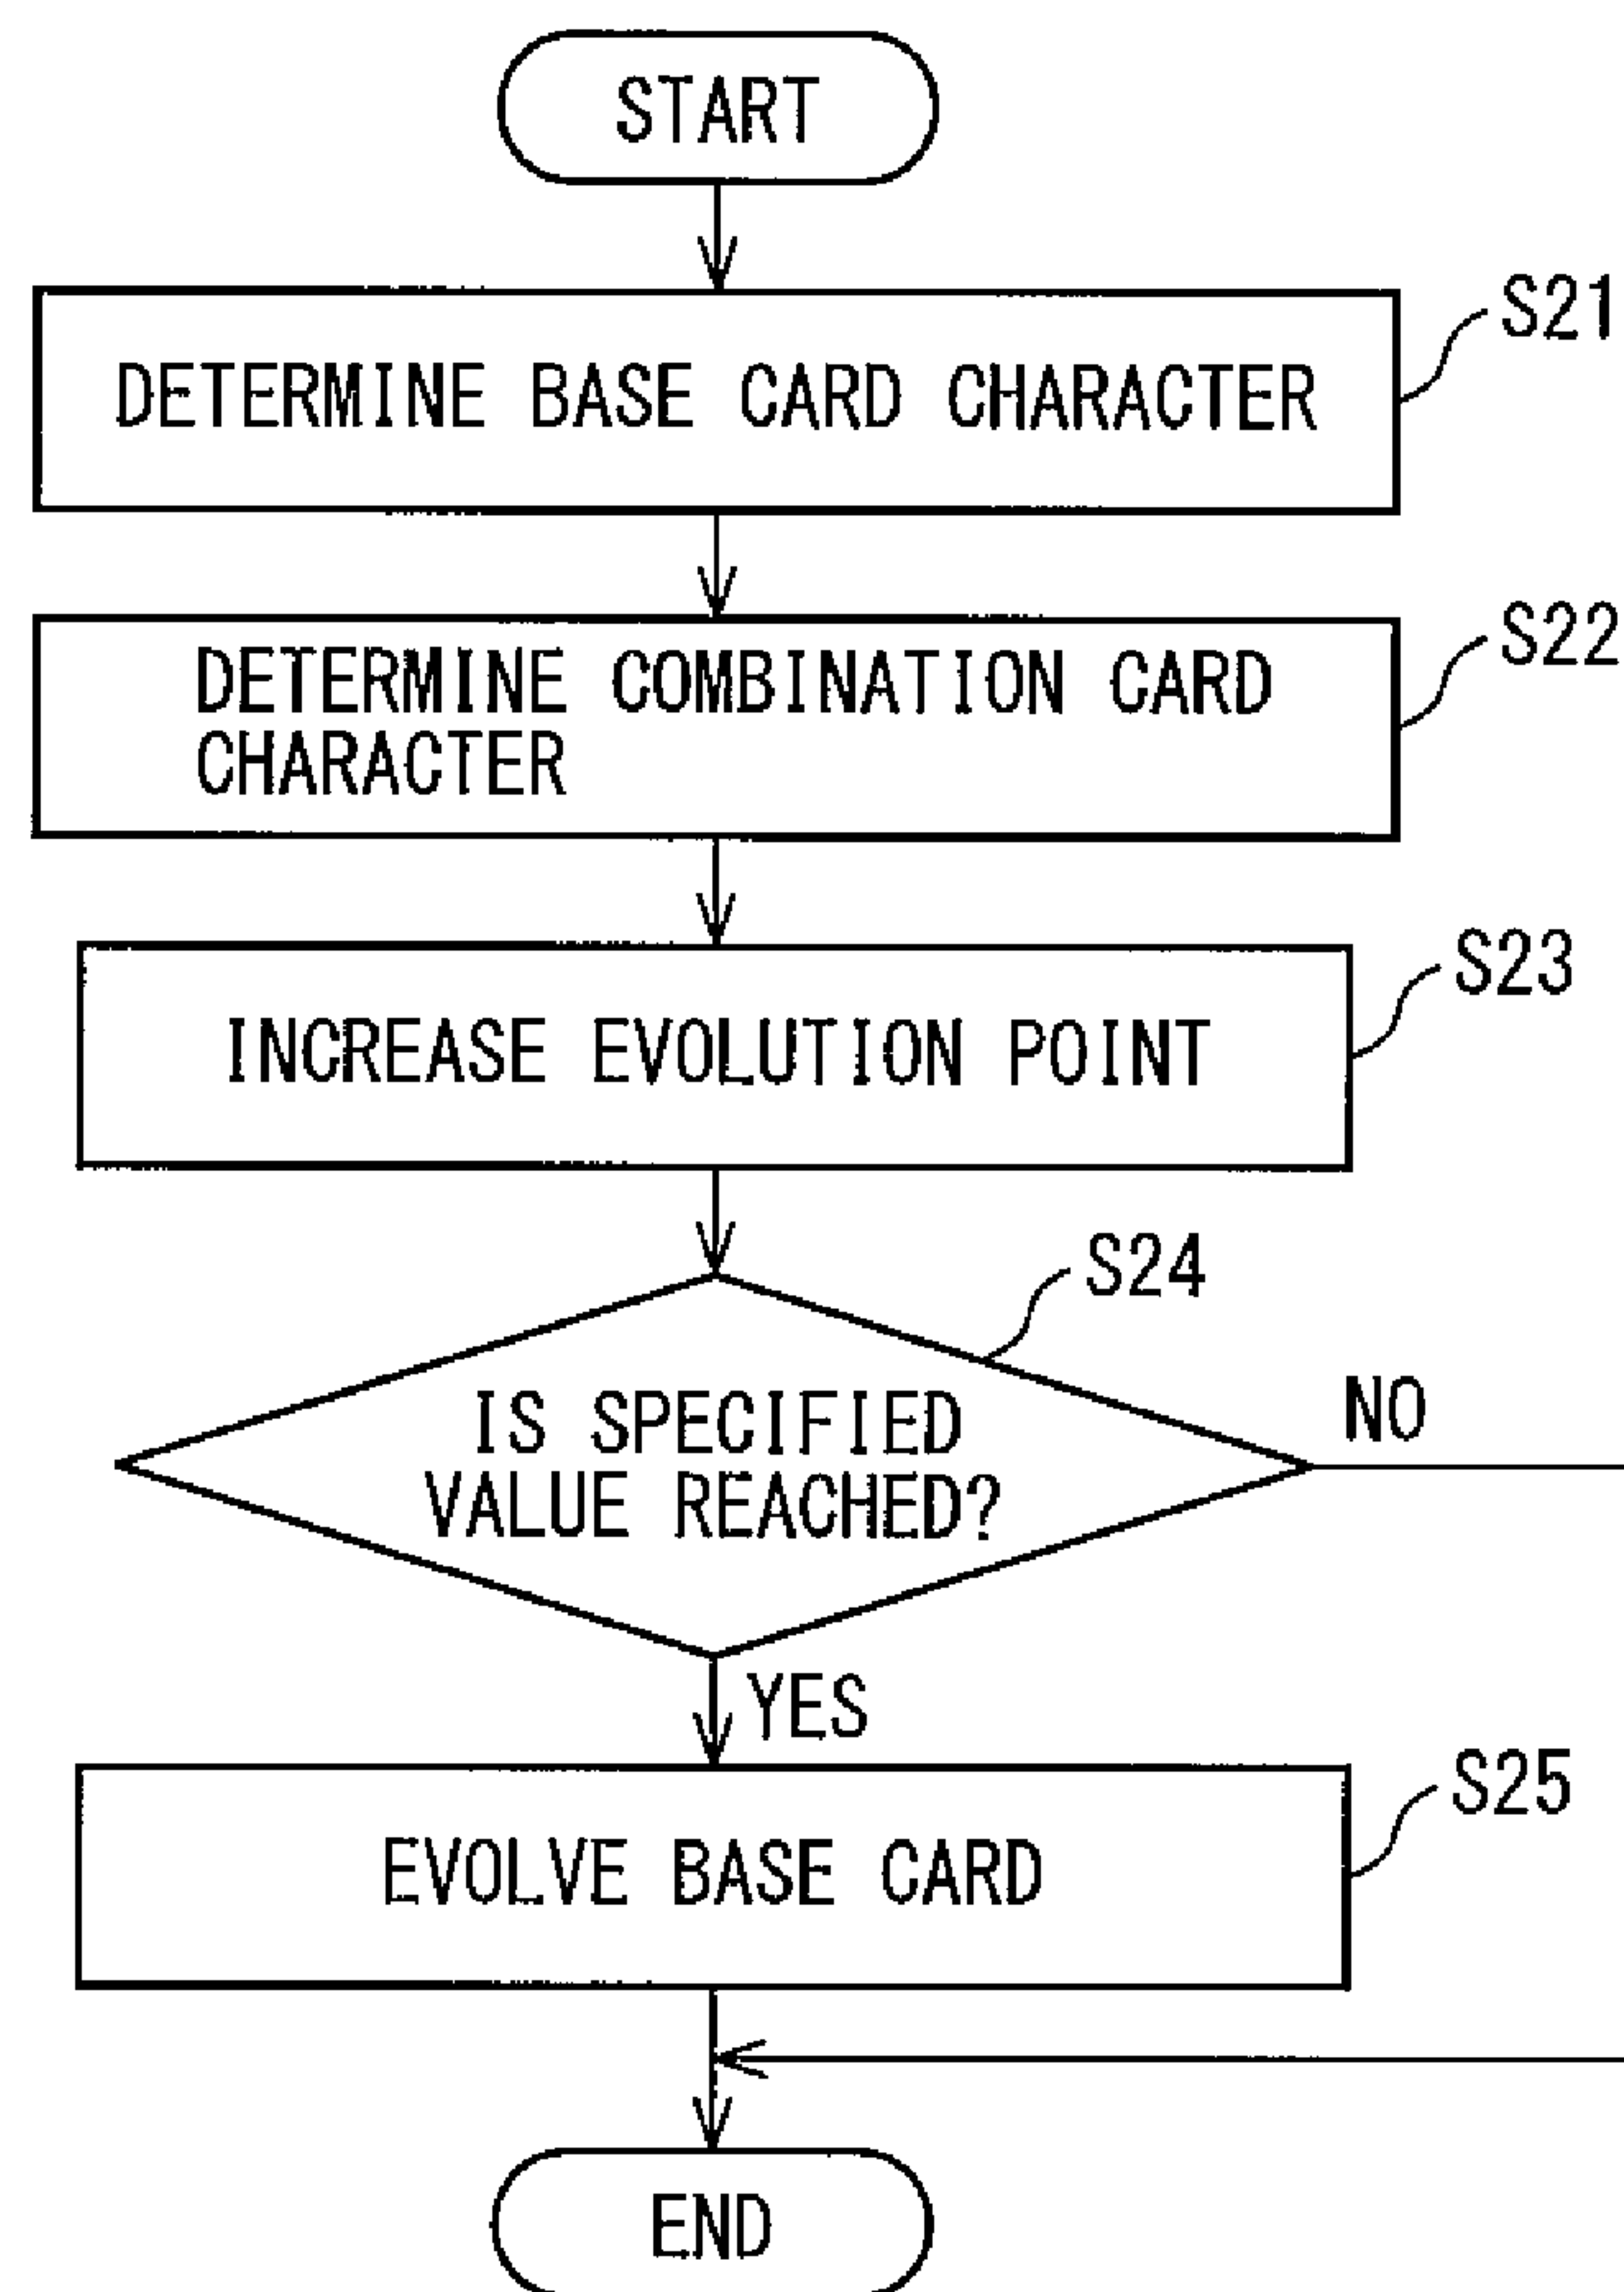 START
S21
DETERMINE BASE CARD CHARACTER
S22
DETERMINE COMBINATION CARD
CHARACTER
S23
INCREASE EVOLUTION POINT
S24
IS SPECIFIED
VALUE REACHED?
NO
YES
S25
EVOLVE BASE CARD
END